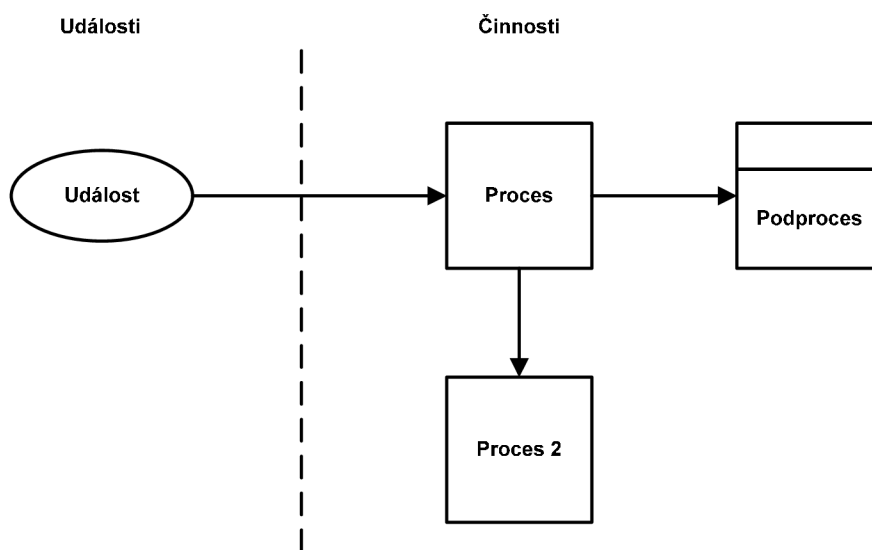 Události
Činnosti
Událost
Proces
Podproces
Proces 2